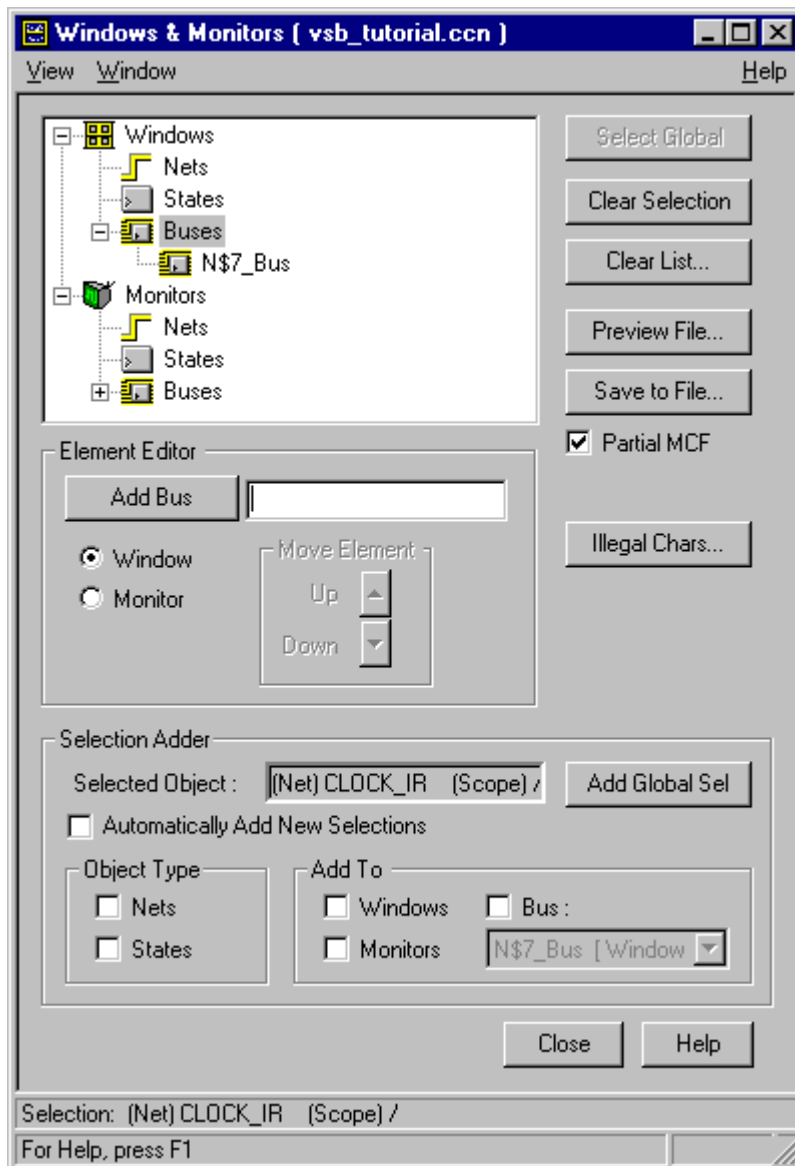 Windows & Monitors ( vsb_tutorial.ccn )
View Window Help
Windows
Nets
States
Buses
N$7_Bus
Monitors
Nets
States
Buses
Select Global
Clear Selection
Clear List...
Preview File...
Save to File...
Partial MCF
Illegal Chars...
Element Editor
Add Bus
Window
Monitor
Move Element
Up
Down
Selection Adder
Selected Object : (Net) CLOCK_IR (Scope) / Add Global Sel
Automatically Add New Selections
Object Type
Nets
States
Add To
Windows Bus :
Monitors N$7_Bus [ Window
Close Help
Selection: (Net) CLOCK_IR (Scope) /
For Help, press F1